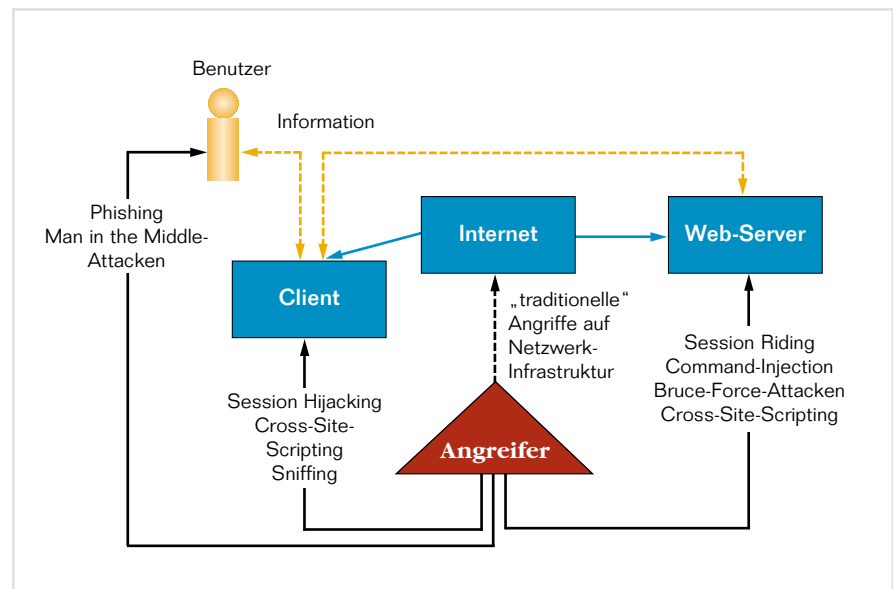 Benutzer
Information
Phishing
Man in the Middle-
Attacken
Internet
Web-Server
Client
„traditionelle“
Angriffe auf
Netzwerk-
Infrastruktur
Session Riding
Command-Injection
Bruce-Force-Attacken
Cross-Site-Scripting
Session Hijacking
Cross-Site-
Scripting
Sniffing
Angreifer